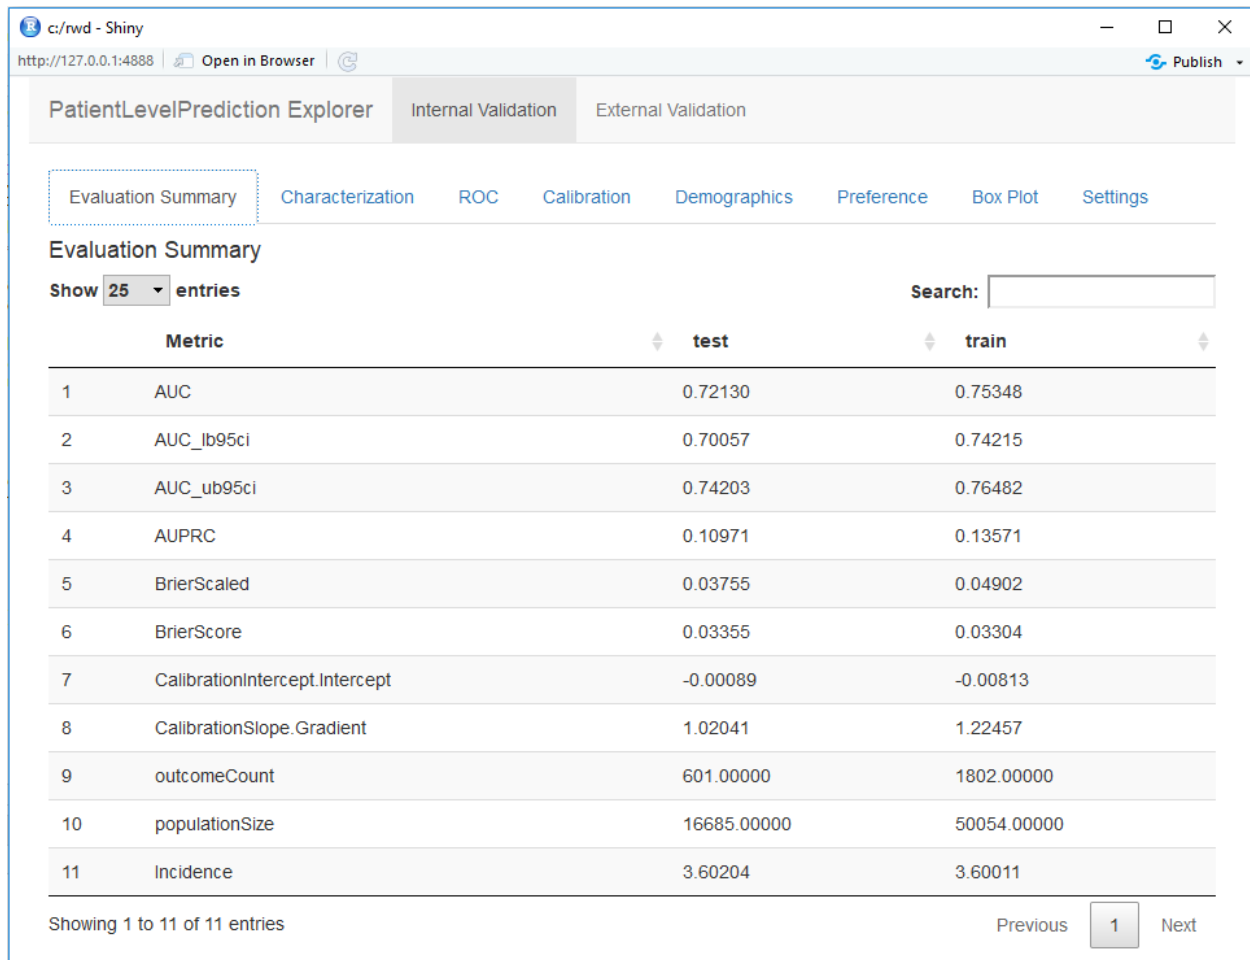 c:/rwd - Shiny
http://127.0.0.1:4888 Open in Browser Publish
PatientLevelPrediction Explorer Internal Validation External Validation
Evaluation Summary Characterization ROC Calibration Demographics Preference Box Plot Settings
Evaluation Summary
Show 25 entries Search:
Metric test train
1 AUC 0.72130 0.75348
2 AUC_lb95ci 0.70057 0.74215
3 AUC_ub95ci 0.74203 0.76482
4 AUPRC 0.10971 0.13571
5 BrierScaled 0.03755 0.04902
6 BrierScore 0.03355 0.03304
7 CalibrationIntercept.Intercept -0.00089 -0.00813
8 CalibrationSlope.Gradient 1.02041 1.22457
9 outcomeCount 601.00000 1802.00000
10 populationSize 16685.00000 50054.00000
11 Incidence 3.60204 3.60011
Showing 1 to 11 of 11 entries Previous 1 Next